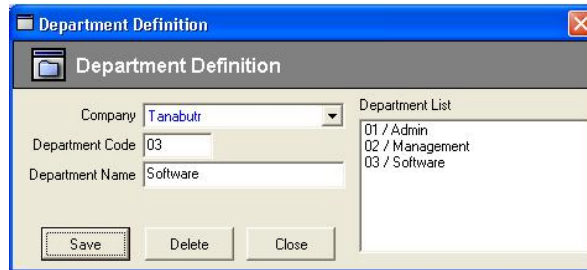 Department Definition
Department Definition
Company Tanabutr
Department Code 03
Department Name Software
Save Delete Close
Department List
01 / Admin
02 / Management
03 / Software